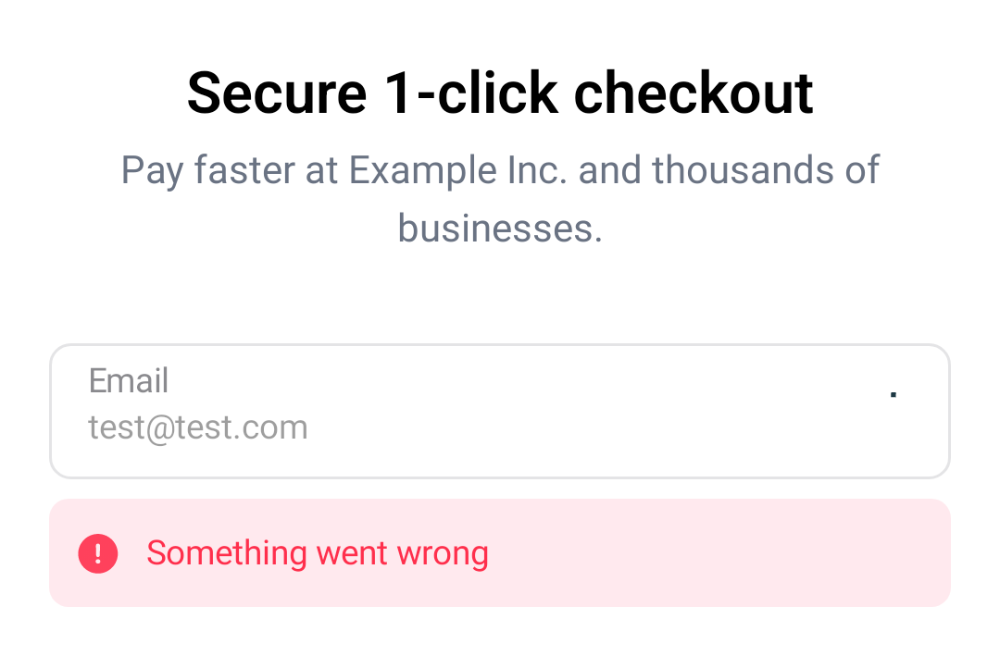 Secure 1-click checkout
Pay faster at Example Inc. and thousands of
businesses.
Email
test@test.com
Something went wrong